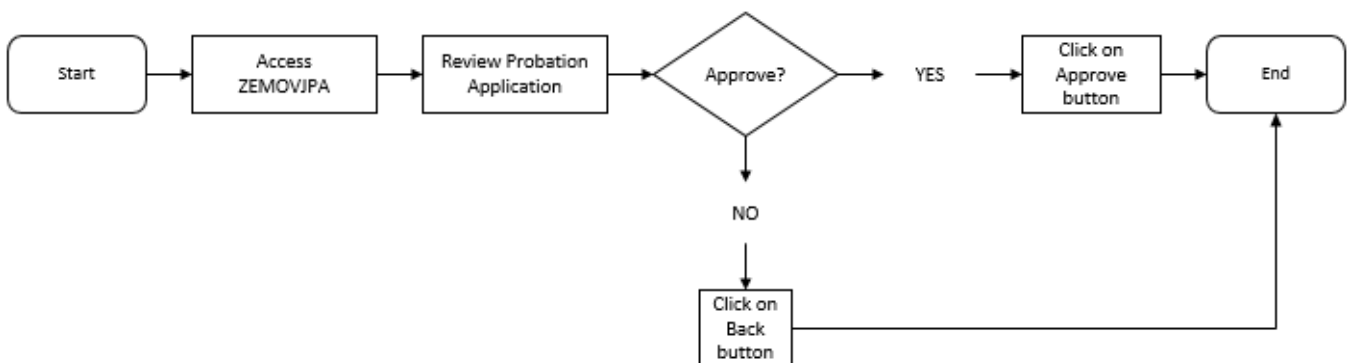 Start
Access
ZEMOVJPA
Review Probation
Application
Approve?
YES
Click on
Approve
button
End
NO
Click on
Back
button